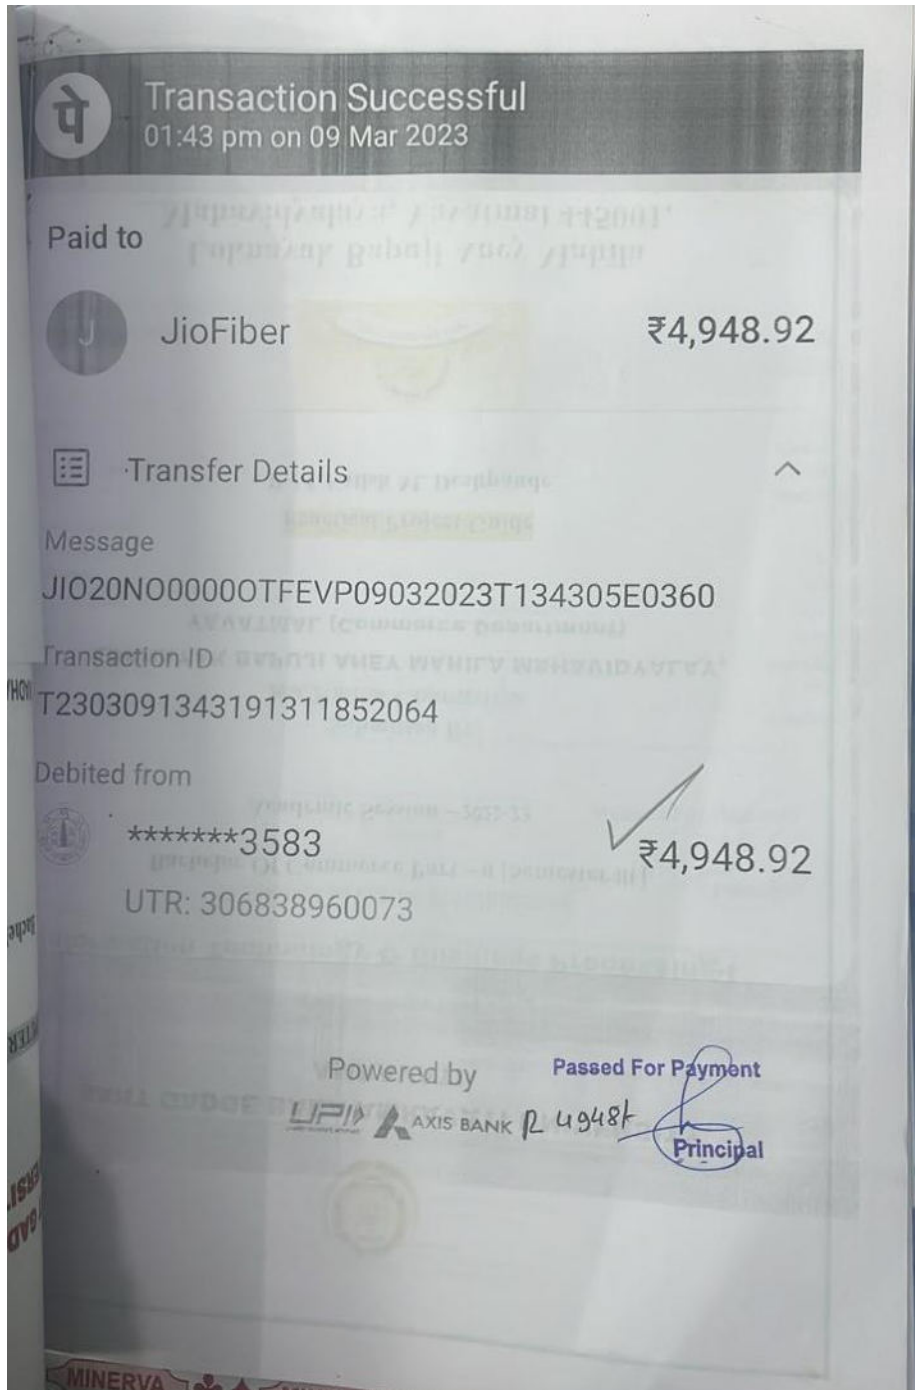 पे
Transaction Successful
01:43 pm on 09 Mar 2023
Paid to
J
JioFiber
₹4,948.92
Transfer Details
Message
JIO20NO0000OTFEVP09032023T134305E0360
Transaction ID
T2303091343191311852064
Debited from
*******3583
₹4,948.92
UTR: 306838960073
Powered by
UPI AXIS BANK
Passed For Payment
R 4948/-
Principal
MINERVA